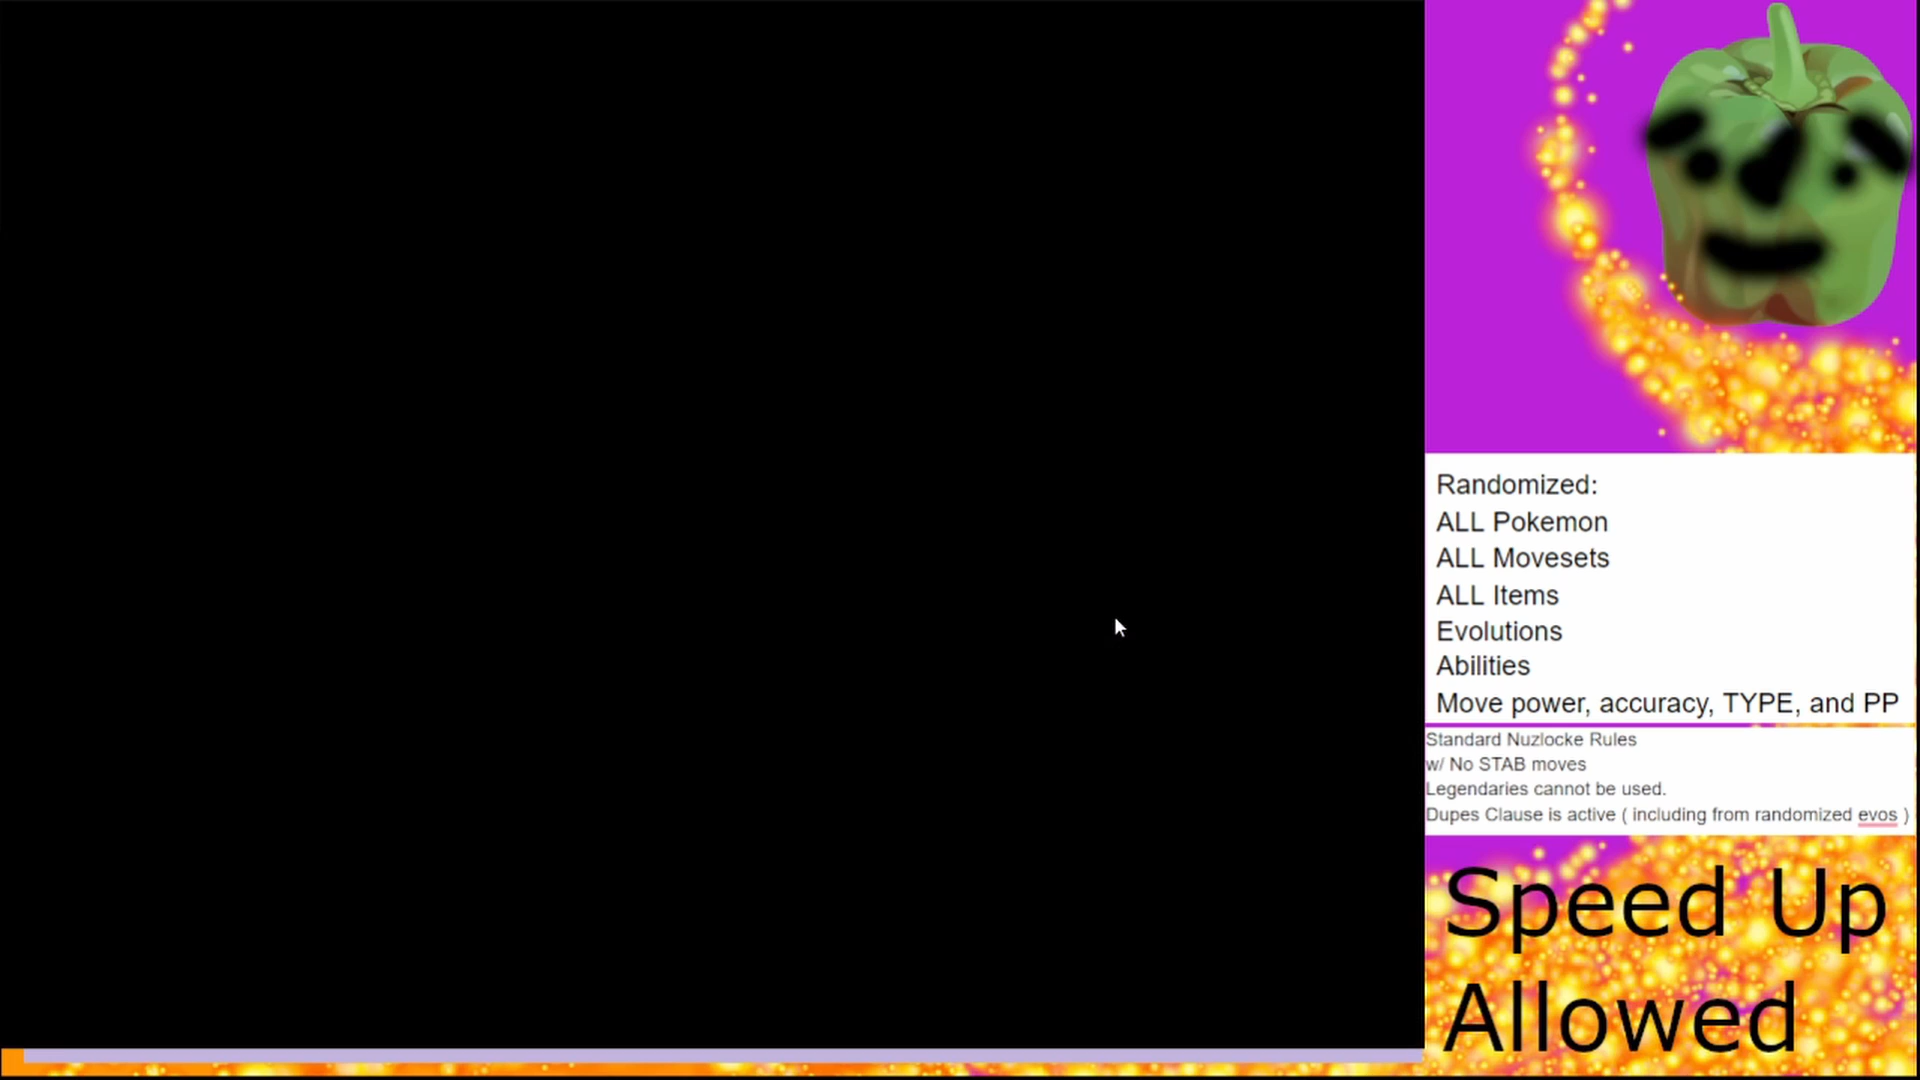 Randomized:
ALL Pokemon
ALL Movesets
ALL Items
Evolutions
Abilities
Move power, accuracy, TYPE, and PP
Standard Nuzlocke Rules
w/ No STAB moves
Legendaries cannot be used.
Dupes Clause is active ( including from randomized evos )
Speed Up
Allowed